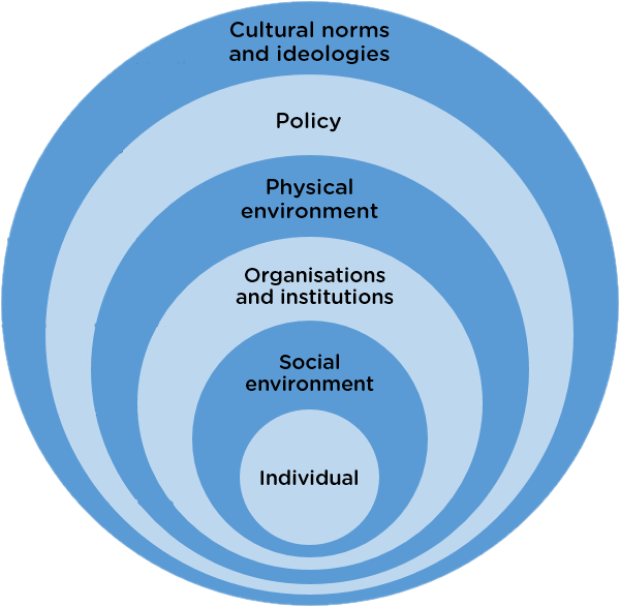 Cultural norms
and ideologies
Policy
Physical
environment
Organisations
and institutions
Social
environment
Individual